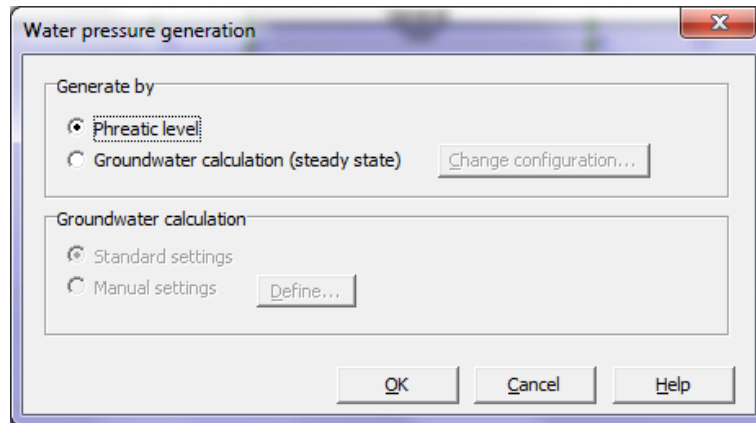 Water pressure generation
X
Generate by
Phreatic level
Groundwater calculation (steady state) Change configuration...
Groundwater calculation
Standard settings
Manual settings Define...
OK Cancel Help